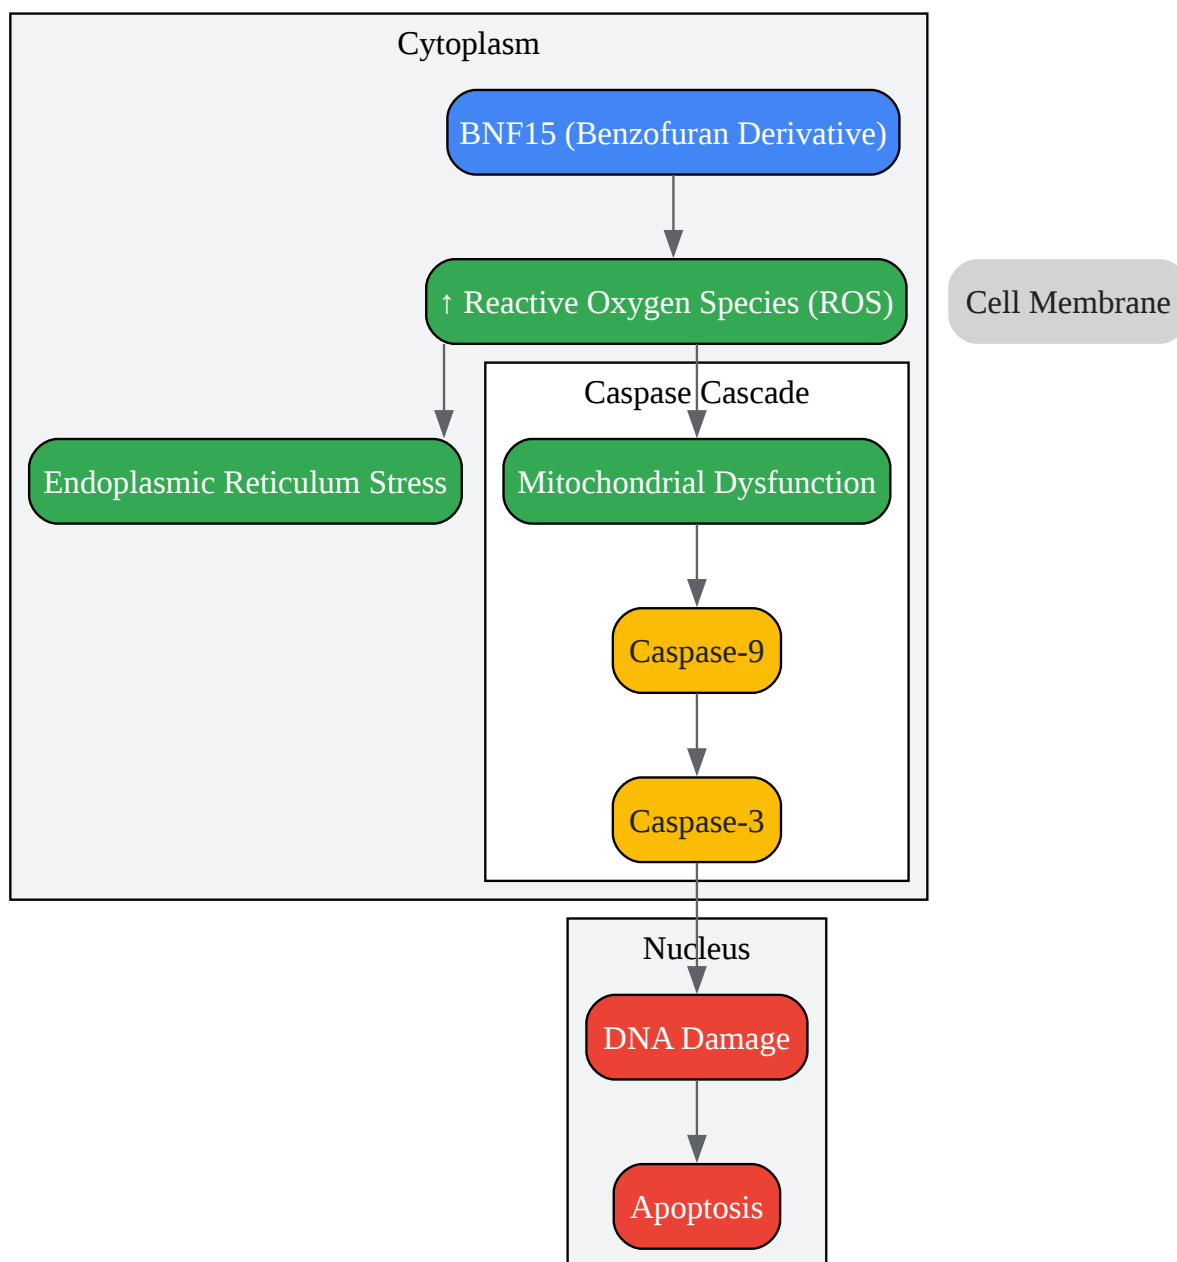 Cytoplasm
BNF15 (Benzofuran Derivative)
↑ Reactive Oxygen Species (ROS)
Cell Membrane
Caspase Cascade
Endoplasmic Reticulum Stress
Mitochondrial Dysfunction
Caspase-9
Caspase-3
Nucleus
DNA Damage
Apoptosis